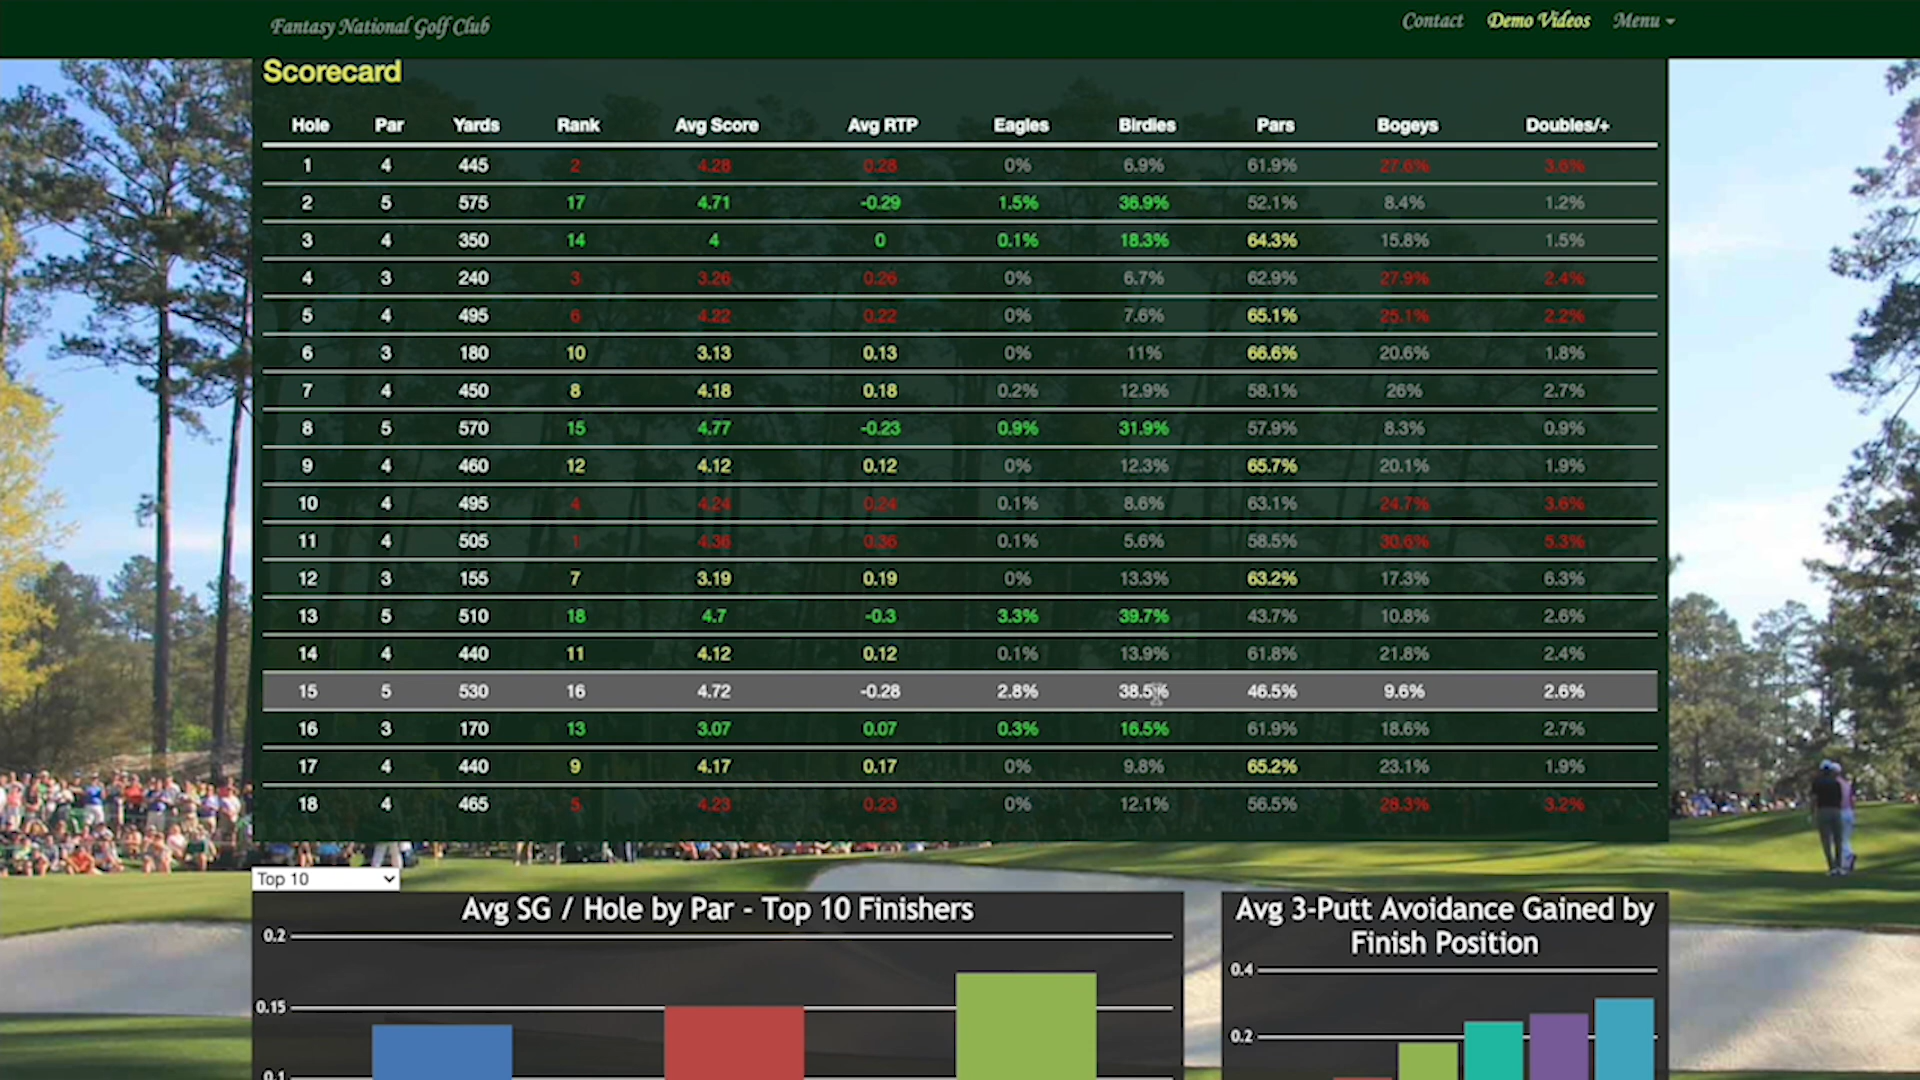 Fantasy National Golf Club
Contact Demo Videos Menu
Scorecard
Hole Par Yards Rank Avg Score Avg RTP Eagles Birdies Pars Bogeys Doubles/+
1 4 445 2 4.28 0.28 0% 6.9% 61.9% 27.6% 3.6%
2 5 575 17 4.71 -0.29 1.5% 36.9% 52.1% 8.4% 1.2%
3 4 350 14 4 0 0.1% 18.3% 64.3% 15.8% 1.5%
4 3 240 3 3.26 0.26 0% 6.7% 62.9% 27.9% 2.4%
5 4 495 6 4.22 0.22 0% 7.6% 65.1% 25.1% 2.2%
6 3 180 10 3.13 0.13 0% 11% 66.6% 20.6% 1.8%
7 4 450 8 4.18 0.18 0.2% 12.9% 58.1% 26% 2.7%
8 5 570 15 4.77 -0.23 0.9% 31.9% 57.9% 8.3% 0.9%
9 4 460 12 4.12 0.12 0% 12.3% 65.7% 20.1% 1.9%
10 4 495 4 4.24 0.24 0.1% 8.6% 63.1% 24.7% 3.6%
11 4 505 1 4.36 0.36 0.1% 5.6% 58.5% 30.6% 5.3%
12 3 155 7 3.19 0.19 0% 13.3% 63.2% 17.3% 6.3%
13 5 510 18 4.7 -0.3 3.3% 39.7% 43.7% 10.8% 2.6%
14 4 440 11 4.12 0.12 0.1% 13.9% 61.8% 21.8% 2.4%
15 5 530 16 4.72 -0.28 2.8% 38.5% 46.5% 9.6% 2.6%
16 3 170 13 3.07 0.07 0.3% 16.5% 61.9% 18.6% 2.7%
17 4 440 9 4.17 0.17 0% 9.8% 65.2% 23.1% 1.9%
18 4 465 5 4.23 0.23 0% 12.1% 56.5% 28.3% 3.2%
Top 10
Avg SG / Hole by Par - Top 10 Finishers
0.2
0.15
0.1
Avg 3-Putt Avoidance Gained by
Finish Position
0.4
0.2